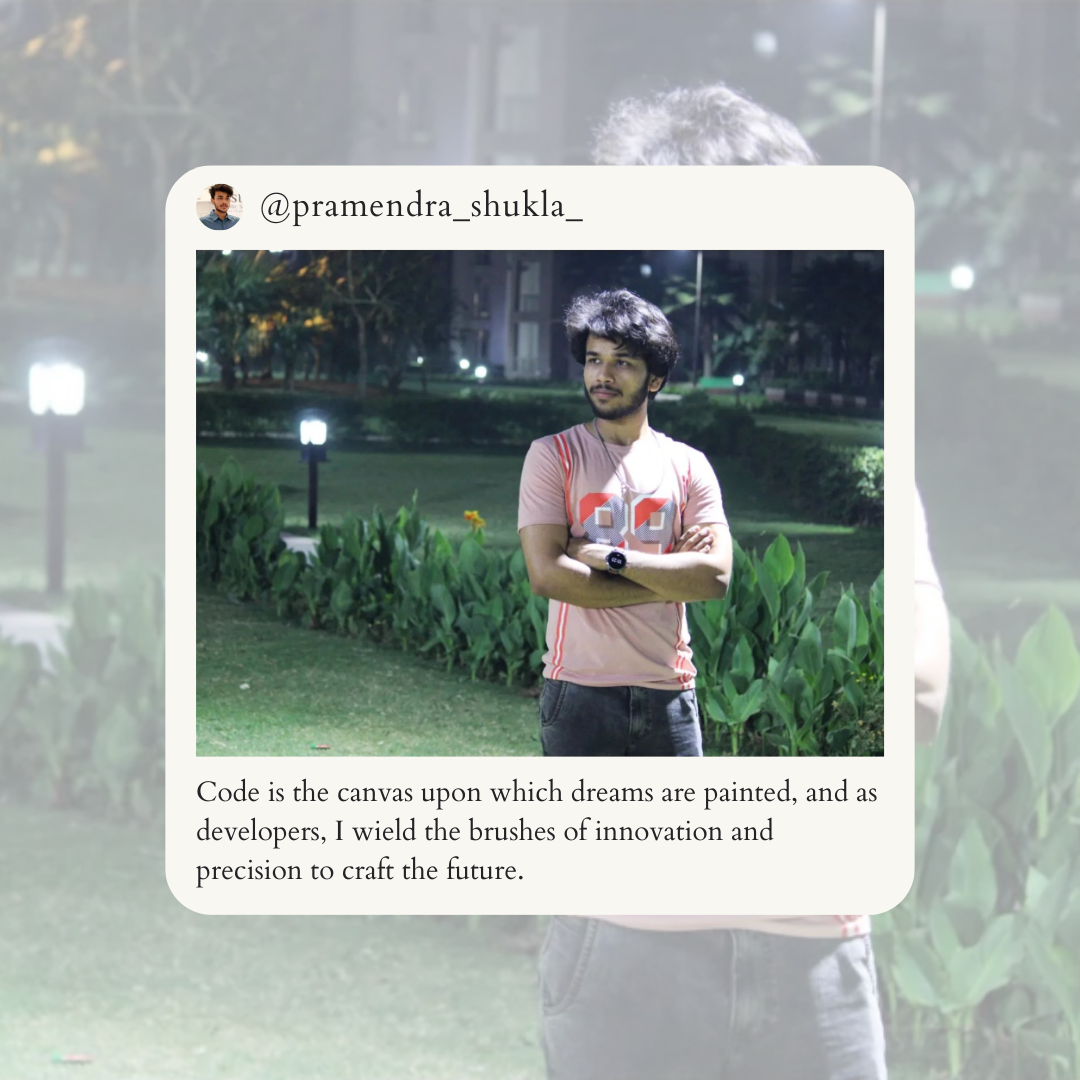 @pramendra_shukla_
89
Code is the canvas upon which dreams are painted, and as
developers, I wield the brushes of innovation and
precision to craft the future.